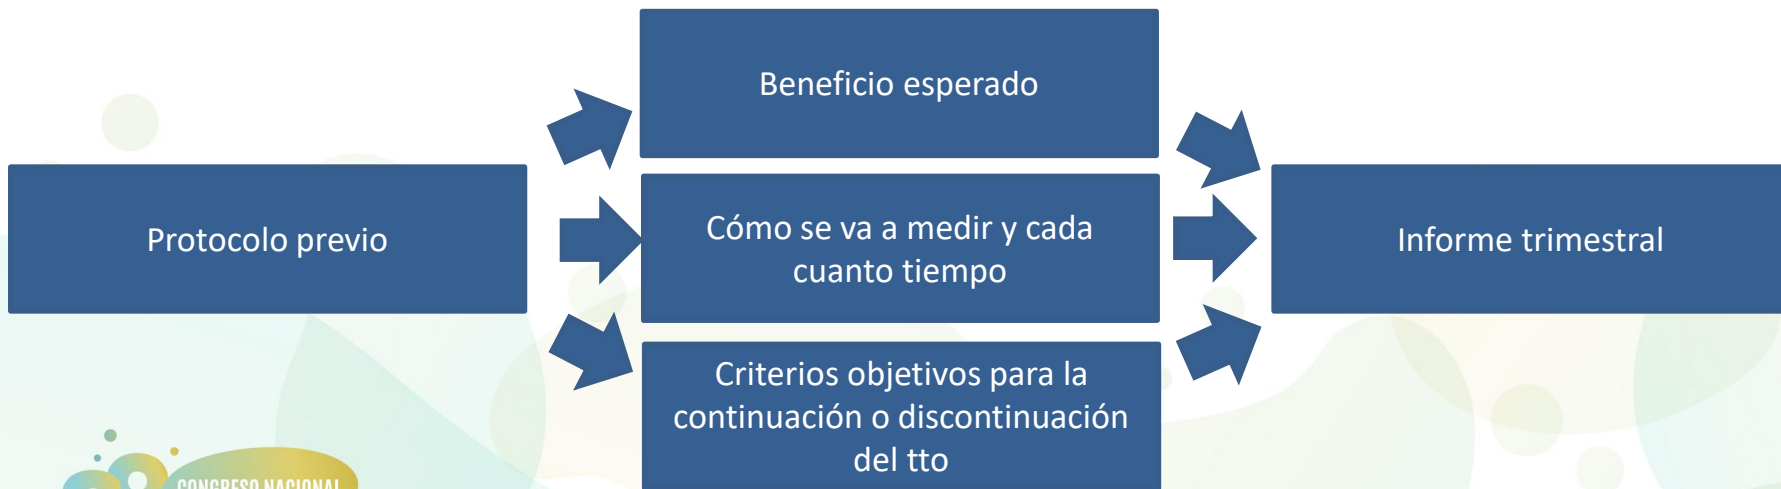 Beneficio esperado
Protocolo previo
Cómo se va a medir y cada
cuanto tiempo
Informe trimestral
Criterios objetivos para la
continuación o discontinuación
del tto
CONGRESO NACIONAL